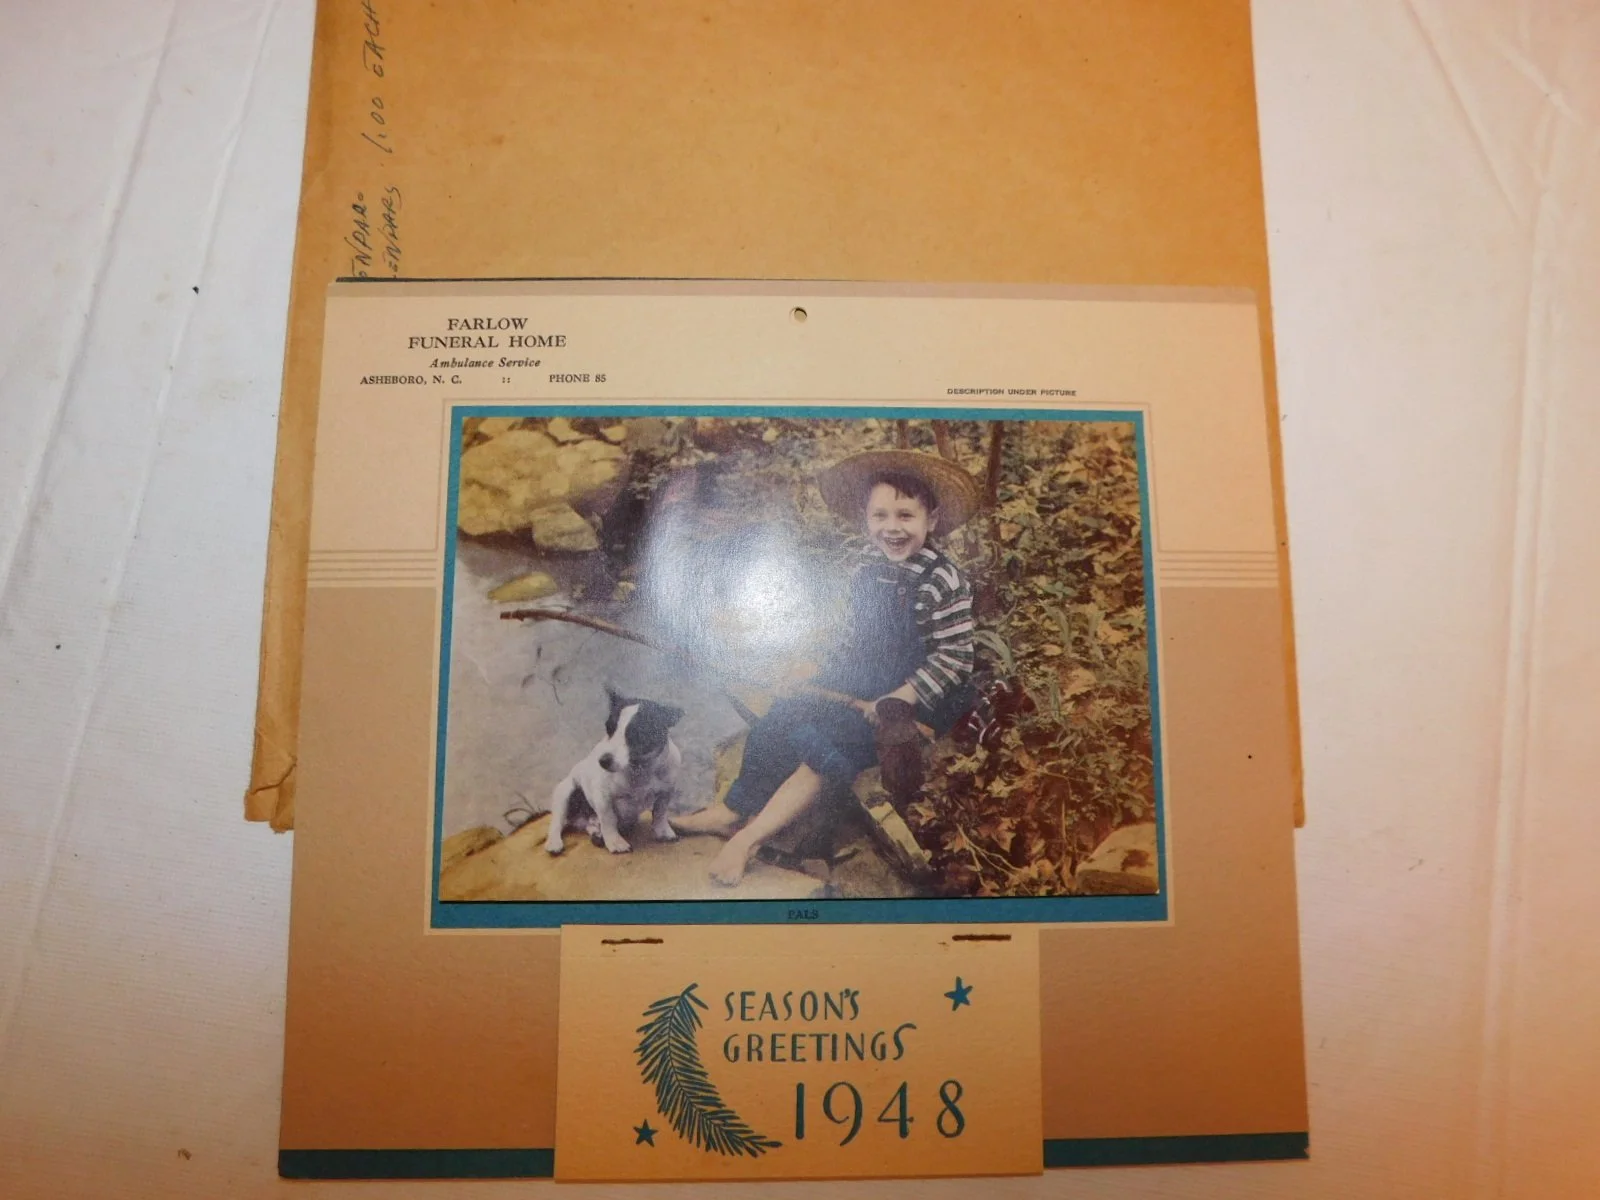 1.00 EACH
FARLOW
FUNERAL HOME
Ambulance Service
ASHEBORO, N. C. :: PHONE 85
DESCRIPTION UNDER PICTURE
PALS
SEASON'S
GREETINGS
1948